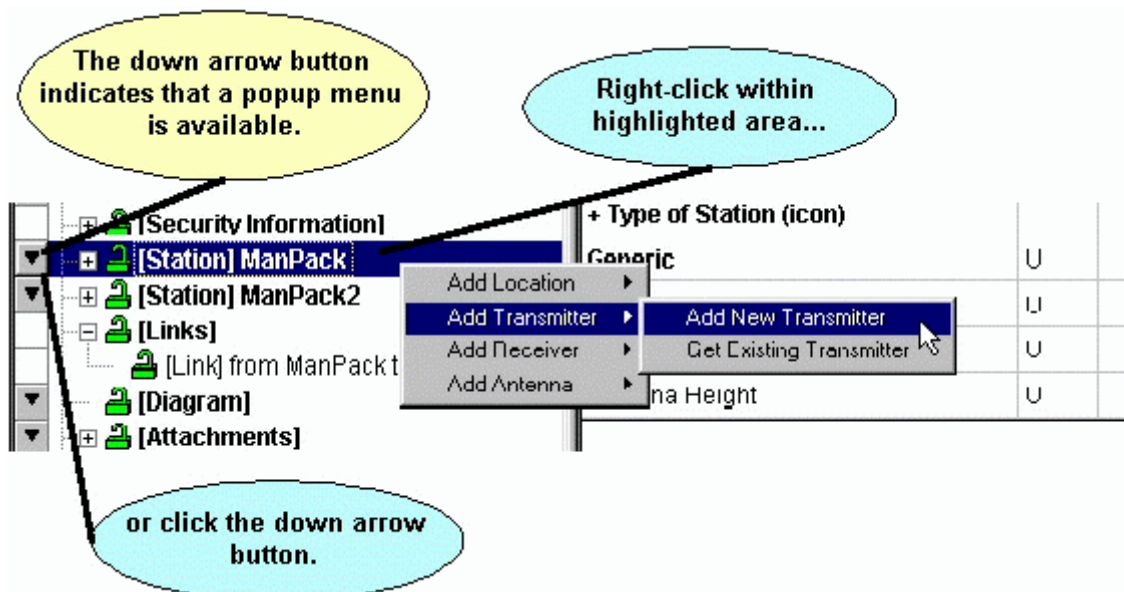 The down arrow button
indicates that a popup menu
is available.
Right-click within
highlighted area...
[Security Information]
+ Type of Station (icon)
[Station] ManPack
Generic
U
[Station] ManPack2
U
[Links]
U
[Link] from ManPack t
[Diagram]
na Height
U
[Attachments]
Add Location
Add Transmitter
Add Receiver
Add Antenna
Add New Transmitter
Get Existing Transmitter
or click the down arrow
button.